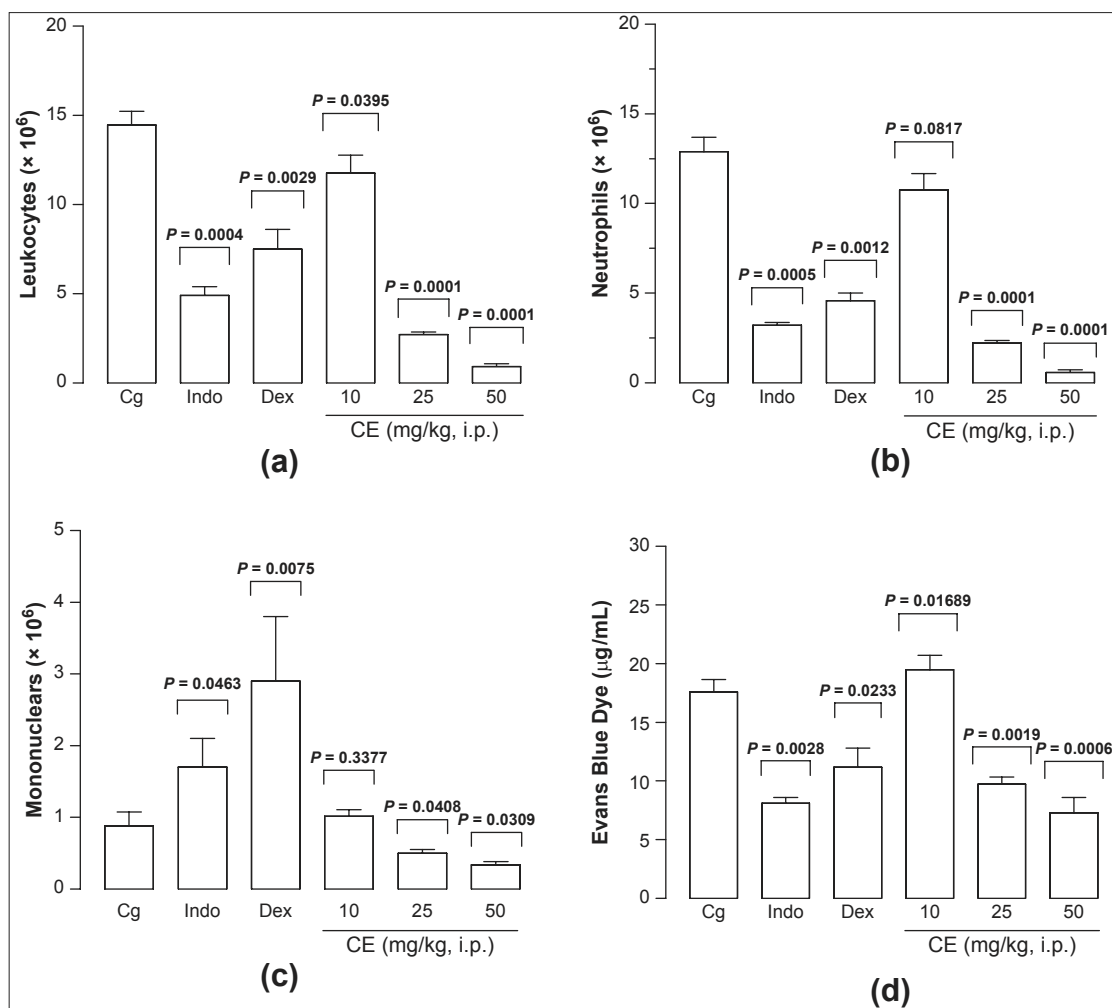 20
15
10
5
0
Leukocytes (× 10⁶)
P = 0.0004
P = 0.0029
P = 0.0395
P = 0.0001
P = 0.0001
Cg Indo Dex 10 25 50
CE (mg/kg, i.p.)
(a)
20
15
10
5
0
Neutrophils (× 10⁶)
P = 0.0005
P = 0.0012
P = 0.0817
P = 0.0001
P = 0.0001
Cg Indo Dex 10 25 50
CE (mg/kg, i.p.)
(b)
5
4
3
2
1
0
Mononuclears (× 10⁶)
P = 0.0463
P = 0.0075
P = 0.3377
P = 0.0408
P = 0.0309
Cg Indo Dex 10 25 50
CE (mg/kg, i.p.)
(c)
30
25
20
15
10
5
0
Evans Blue Dye (µg/mL)
P = 0.0028
P = 0.0233
P = 0.01689
P = 0.0019
P = 0.0006
Cg Indo Dex 10 25 50
CE (mg/kg, i.p.)
(d)